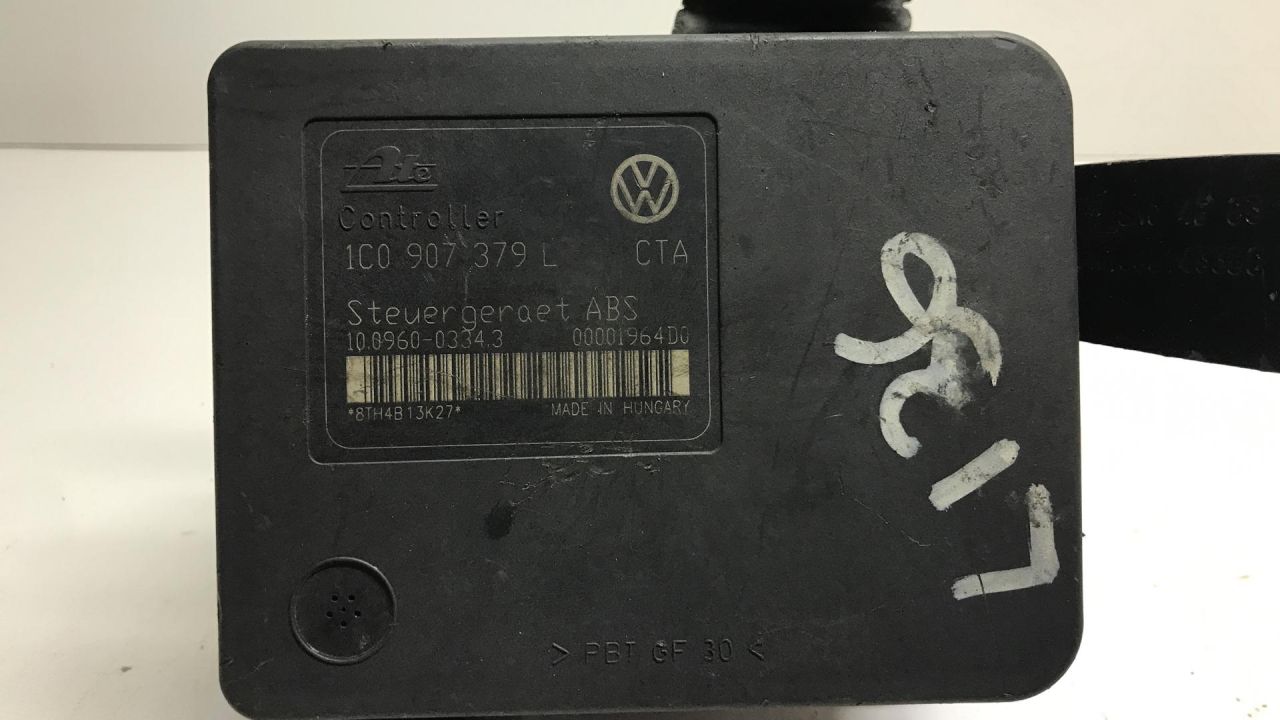 Ate
Controller
1C0 907 379 L CTA
Steuergeraet ABS
10.0960-0334.3 00001964D0
*8TH4B13K27*
MADE IN HUNGARY
> PBT GF 30 <